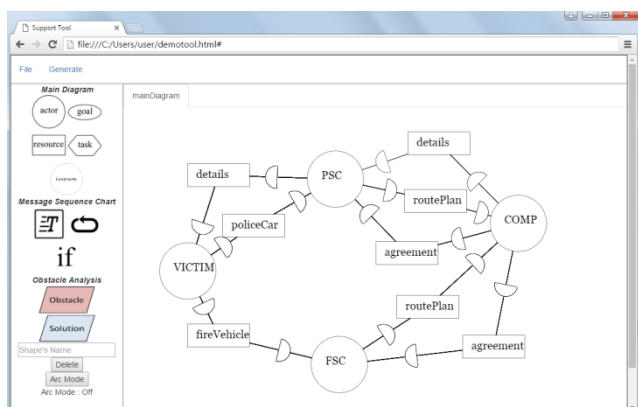 Support Tool
file:///C:/Users/user/demotool.html#
File Generate
Main Diagram
actor goal
resource task
Message Sequence Chart
T
if
Obstacle Analysis
Obstacle
Solution
Shape's Name
Delete
Arc Mode
Arc Mode : Off
mainDiagram
details
details
PSC
routePlan
policeCar
COMP
agreement
VICTIM
routePlan
fireVehicle
agreement
FSC